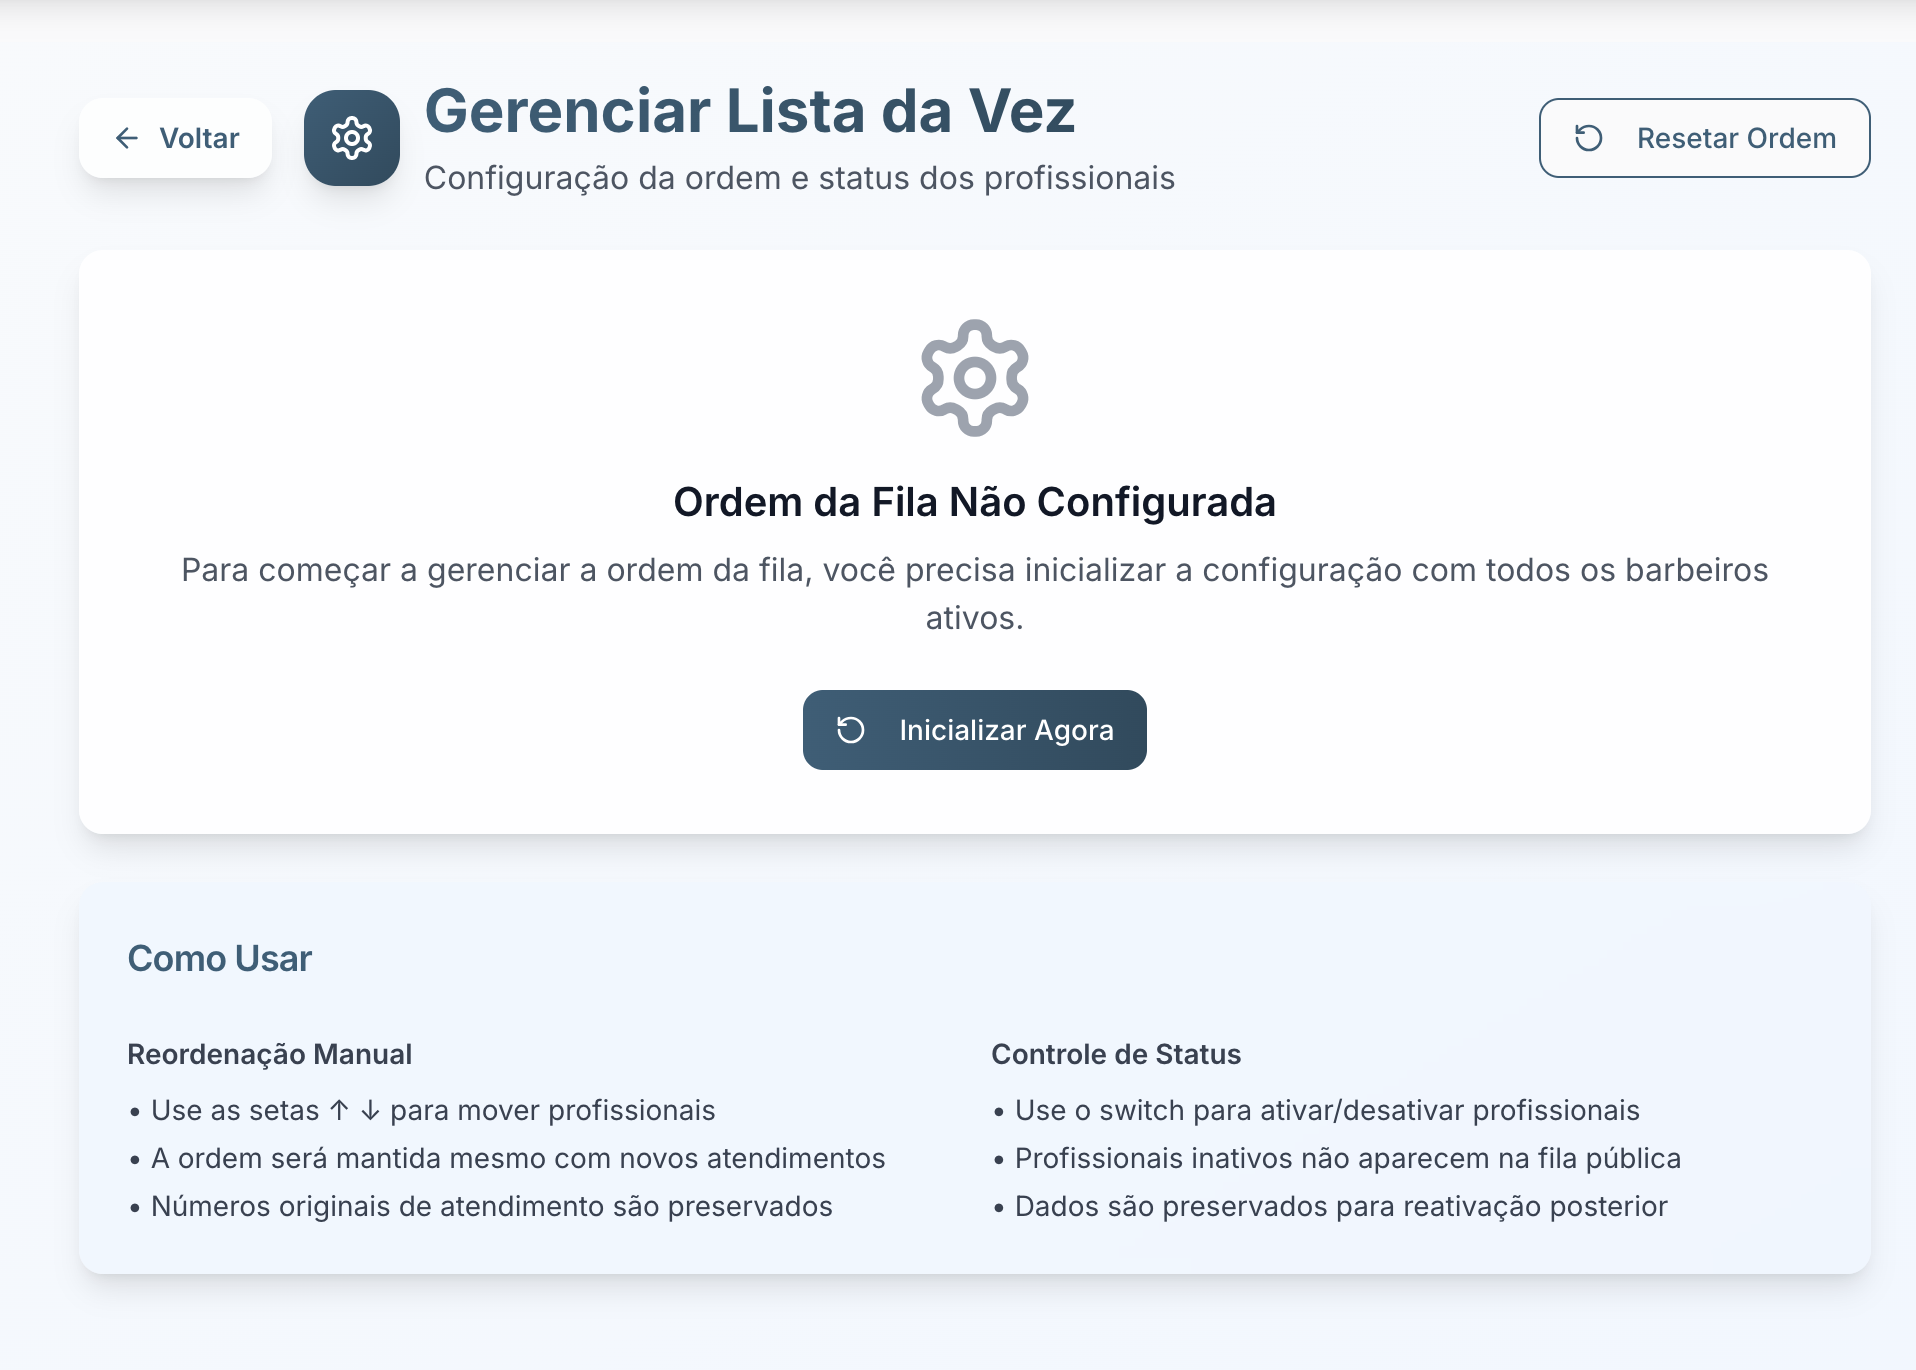 Voltar
Gerenciar Lista da Vez
Configuração da ordem e status dos profissionais
Resetar Ordem
Ordem da Fila Não Configurada
Para começar a gerenciar a ordem da fila, você precisa inicializar a configuração com todos os barbeiros
ativos.
Inicializar Agora
Como Usar
Reordenação Manual
• Use as setas ↑ ↓ para mover profissionais
• A ordem será mantida mesmo com novos atendimentos
• Números originais de atendimento são preservados
Controle de Status
• Use o switch para ativar/desativar profissionais
• Profissionais inativos não aparecem na fila pública
• Dados são preservados para reativação posterior